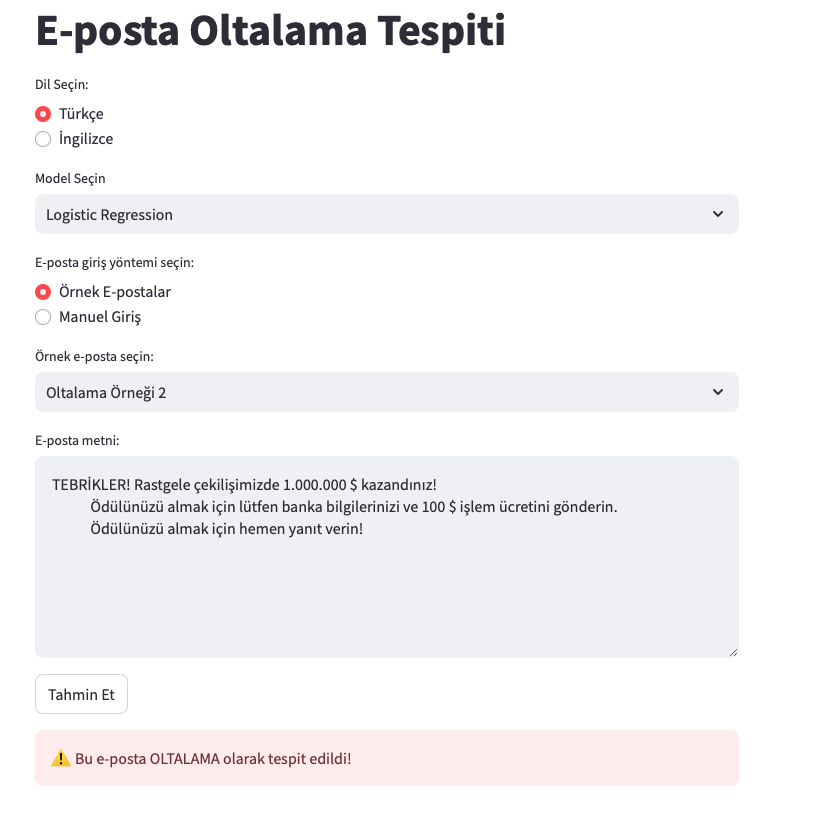 E-posta Oltalama Tespiti
Dil Seçin:
Türkçe
İngilizce
Model Seçin
Logistic Regression
E-posta giriş yöntemi seçin:
Örnek E-postalar
Manuel Giriş
Örnek e-posta seçin:
Oltalama Örneği 2
E-posta metni:
TEBRİKLER! Rastgele çekilişimizde 1.000.000 $ kazandınız!
Ödülünüzü almak için lütfen banka bilgilerinizi ve 100 $ işlem ücretini gönderin.
Ödülünüzü almak için hemen yanıt verin!
Tahmin Et
⚠️ Bu e-posta OLTALAMA olarak tespit edildi!